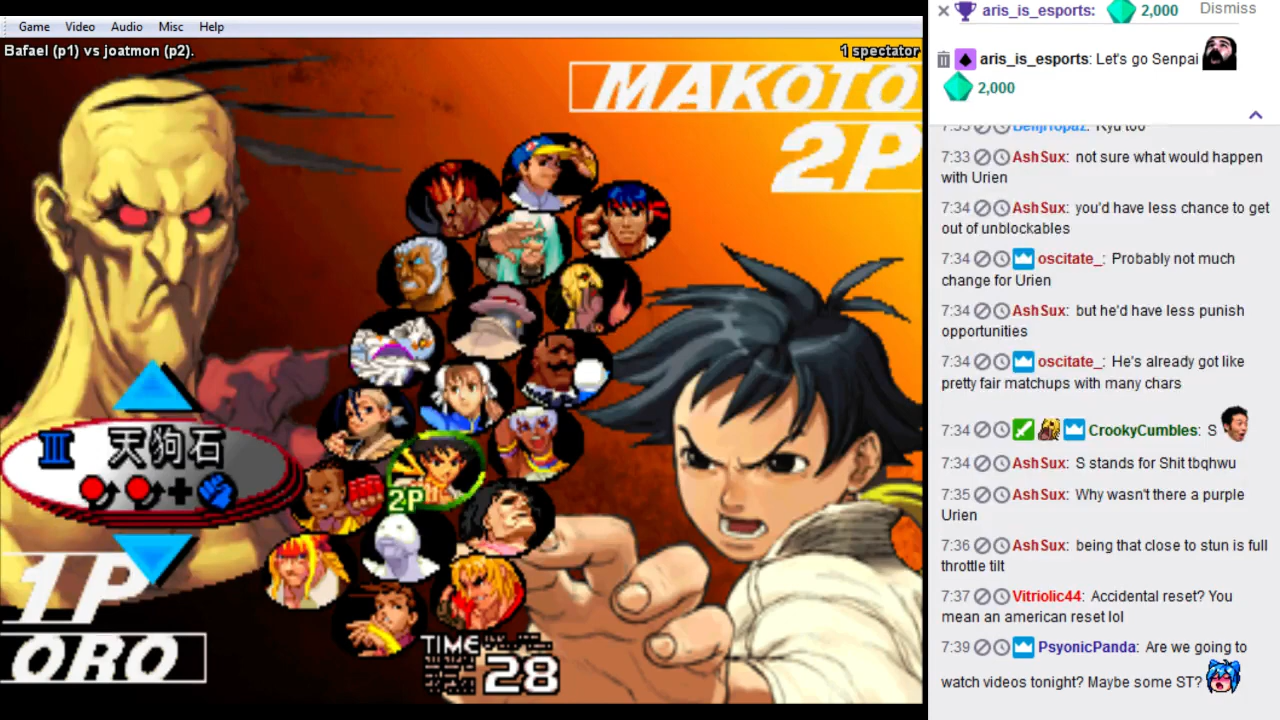 Game Video Audio Misc Help
Bafael (p1) vs joatmon (p2).
1 spectator
MAKOTO
2P
III 天狗石
+
2P
1P
ORO
TIME
28
aris_is_esports: 2,000 Dismiss
aris_is_esports: Let's go Senpai
2,000
7:33 AshSux: not sure what would happen
with Urien
7:34 AshSux: you'd have less chance to get
out of unblockables
7:34 oscitate_: Probably not much
change for Urien
7:34 AshSux: but he'd have less punish
opportunities
7:34 oscitate_: He's already got like
pretty fair matchups with many chars
7:34 CrookyCumbles: S
7:34 AshSux: S stands for Shit tbqhwu
7:35 AshSux: Why wasn't there a purple
Urien
7:36 AshSux: being that close to stun is full
throttle tilt
7:37 Vitriolic44: Accidental reset? You
mean an american reset lol
7:39 PsyonicPanda: Are we going to
watch videos tonight? Maybe some ST?